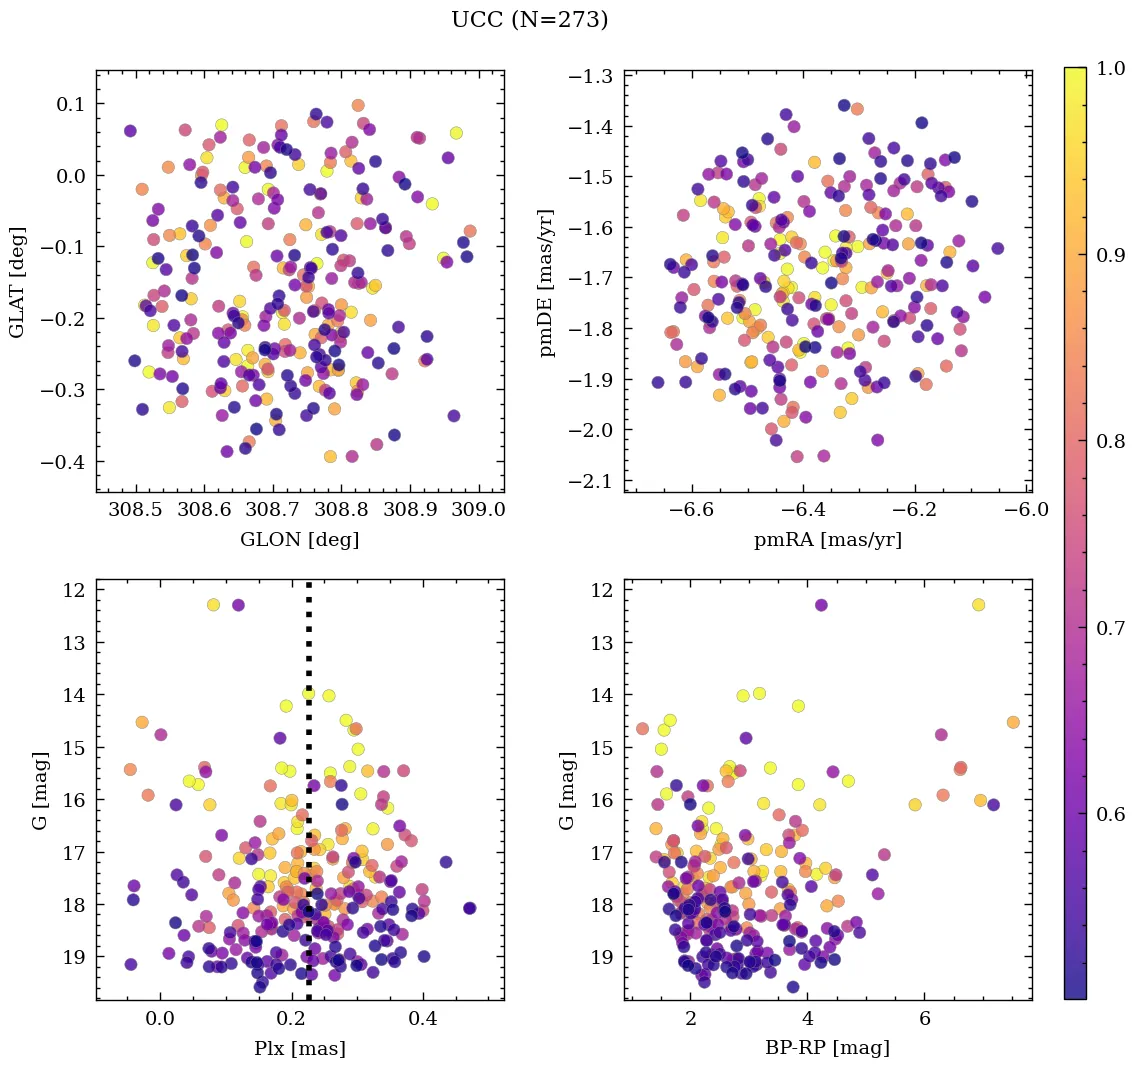 UCC (N=273)
0.1
0.0
−0.1
−0.2
−0.3
−0.4
GLAT [deg]
308.5 308.6 308.7 308.8 308.9 309.0
GLON [deg]
−1.3
−1.4
−1.5
−1.6
−1.7
−1.8
−1.9
−2.0
−2.1
pmDE [mas/yr]
−6.6 −6.4 −6.2 −6.0
pmRA [mas/yr]
12
13
14
15
16
17
18
19
G [mag]
0.0 0.2 0.4
Plx [mas]
12
13
14
15
16
17
18
19
G [mag]
2 4 6
BP-RP [mag]
1.0
0.9
0.8
0.7
0.6